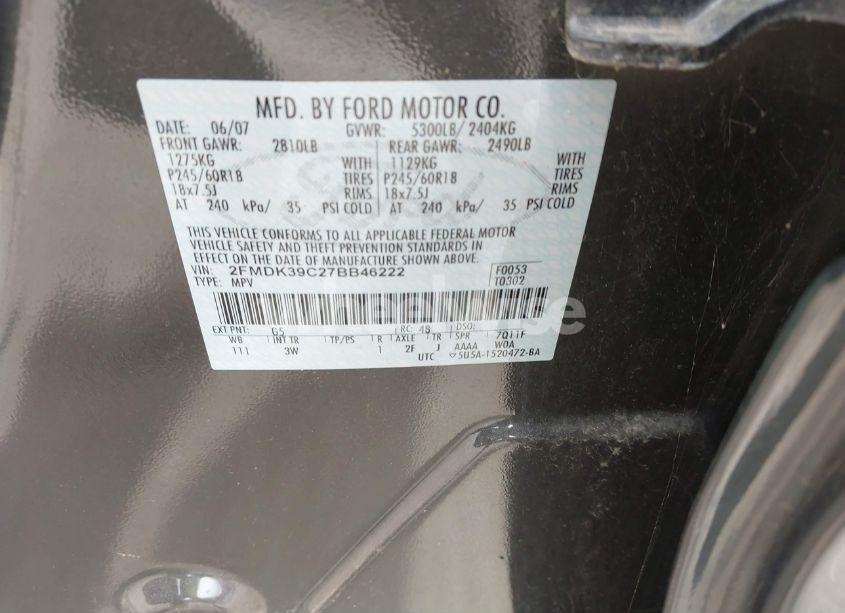 MFD. BY FORD MOTOR CO.
DATE: 06/07 GVWR: 5300LB/ 2404KG
FRONT GAWR: 2810LB REAR GAWR: 2490LB
1275KG WITH 1129KG WITH
P245/60R18 TIRES P245/60R18 TIRES
18x7.5J RIMS 18x7.5J RIMS
AT 240 kPa/ 35 PSI COLD AT 240 kPa/ 35 PSI COLD
THIS VEHICLE CONFORMS TO ALL APPLICABLE FEDERAL MOTOR
VEHICLE SAFETY AND THEFT PREVENTION STANDARDS IN
EFFECT ON THE DATE OF MANUFACTURE SHOWN ABOVE.
VIN: 2FMDK39C27BB46222 F0053
TYPE: MPV T0302
EXT PNT: G5 RC: 48 DSO:
WB INT TR TP/PS R AXLE TR SPR 7Q11F
111 3W 1 2F J AAAA W0A
UTC 5U5A-1520472-BA